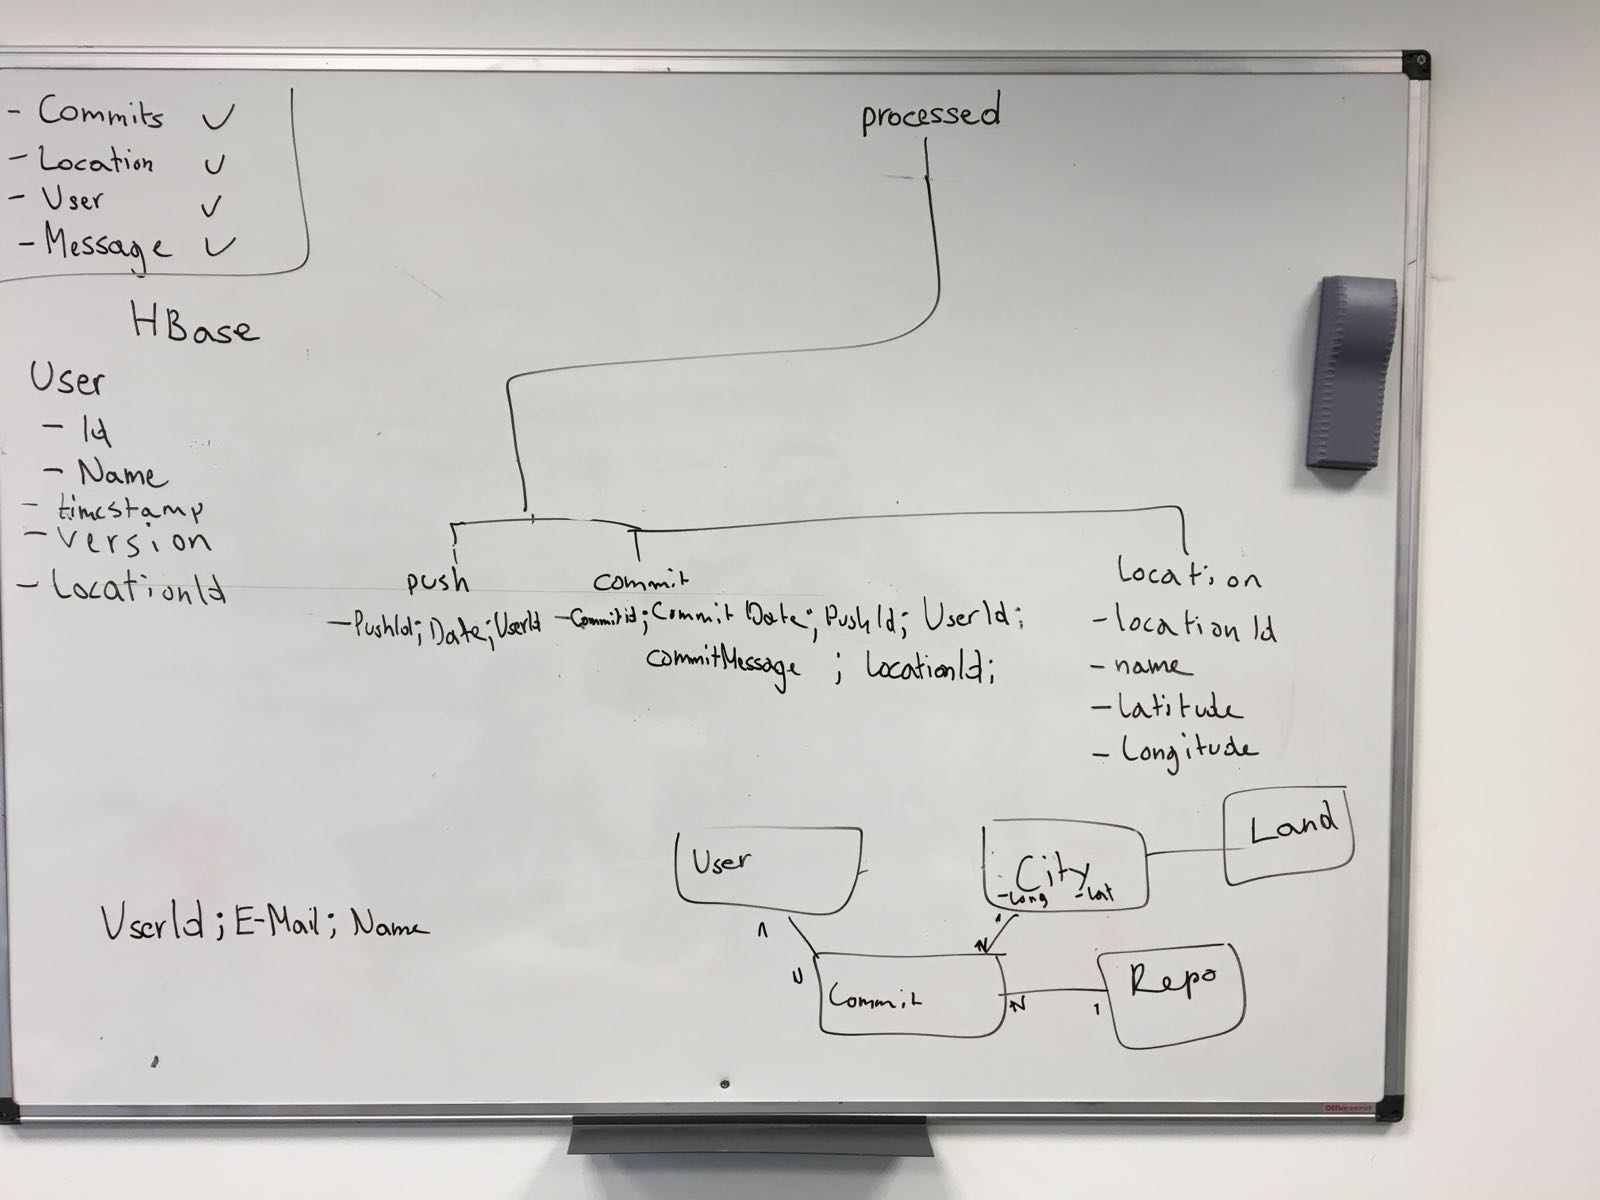 - Commits ✓
- Location ✓
- User ✓
- Message ✓
HBase
User
- Id
- Name
- timestamp
- version
- LocationId
processed
push
- PushId; Date; UserId
commit
- Commitid; Commit Date; PushId; UserId;
commitMessage ; LocationId;
Location
- location Id
- name
- Latitude
- Longitude
UserId; E-Mail; Name
User
City
- Long - Lat
Land
1
N
1
N
Commit
N
1
Repo
Office DEPOT